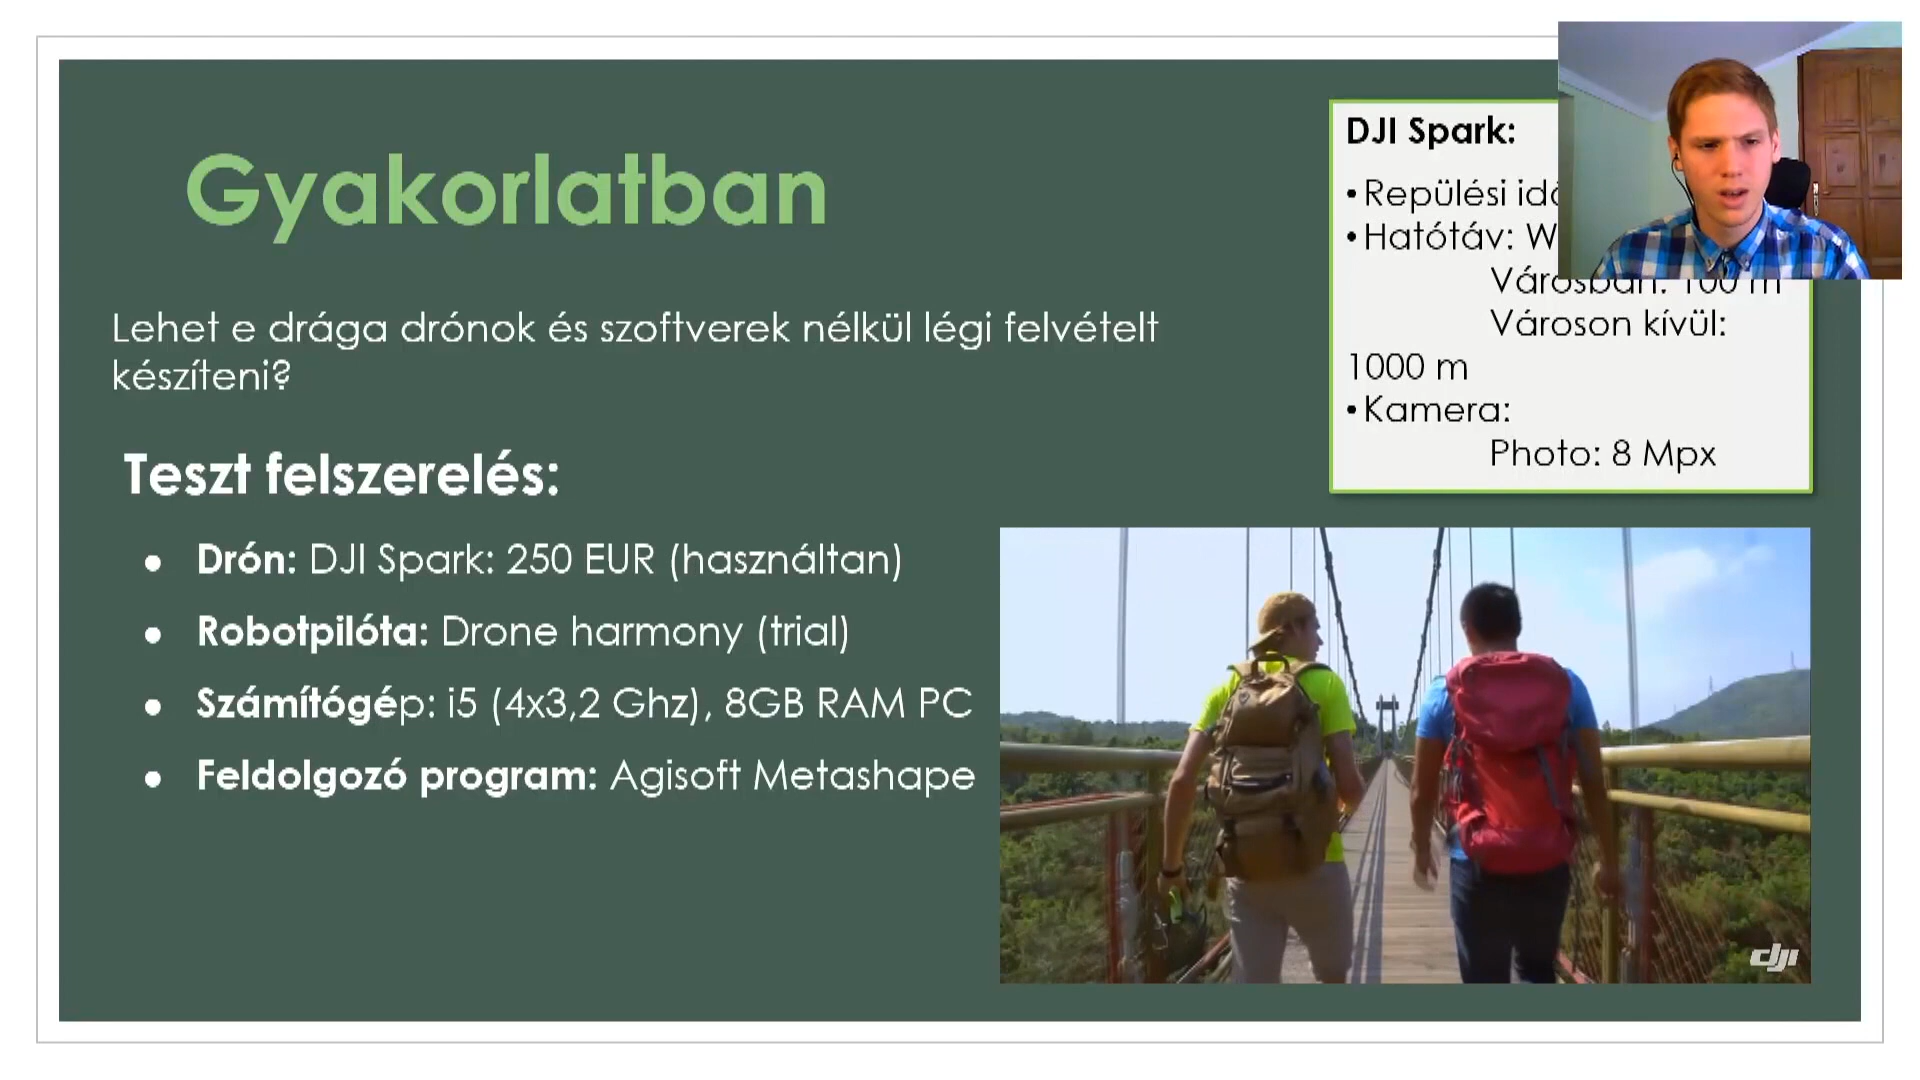 Gyakorlatban
Lehet e drága drónok és szoftverek nélkül légi felvételt
készíteni?
Teszt felszerelés:
● Drón: DJI Spark: 250 EUR (használtan)
● Robotpilóta: Drone harmony (trial)
● Számítógép: i5 (4x3,2 Ghz), 8GB RAM PC
● Feldolgozó program: Agisoft Metashape
DJI Spark:
• Repülési
• Hatótáv:
Városban: 100 m
Városon kívül:
1000 m
• Kamera:
Photo: 8 Mpx
dji